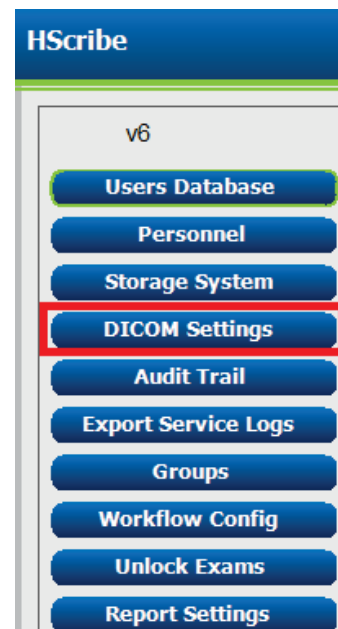 HScribe
v6
Users Database
Personnel
Storage System
DICOM Settings
Audit Trail
Export Service Logs
Groups
Workflow Config
Unlock Exams
Report Settings